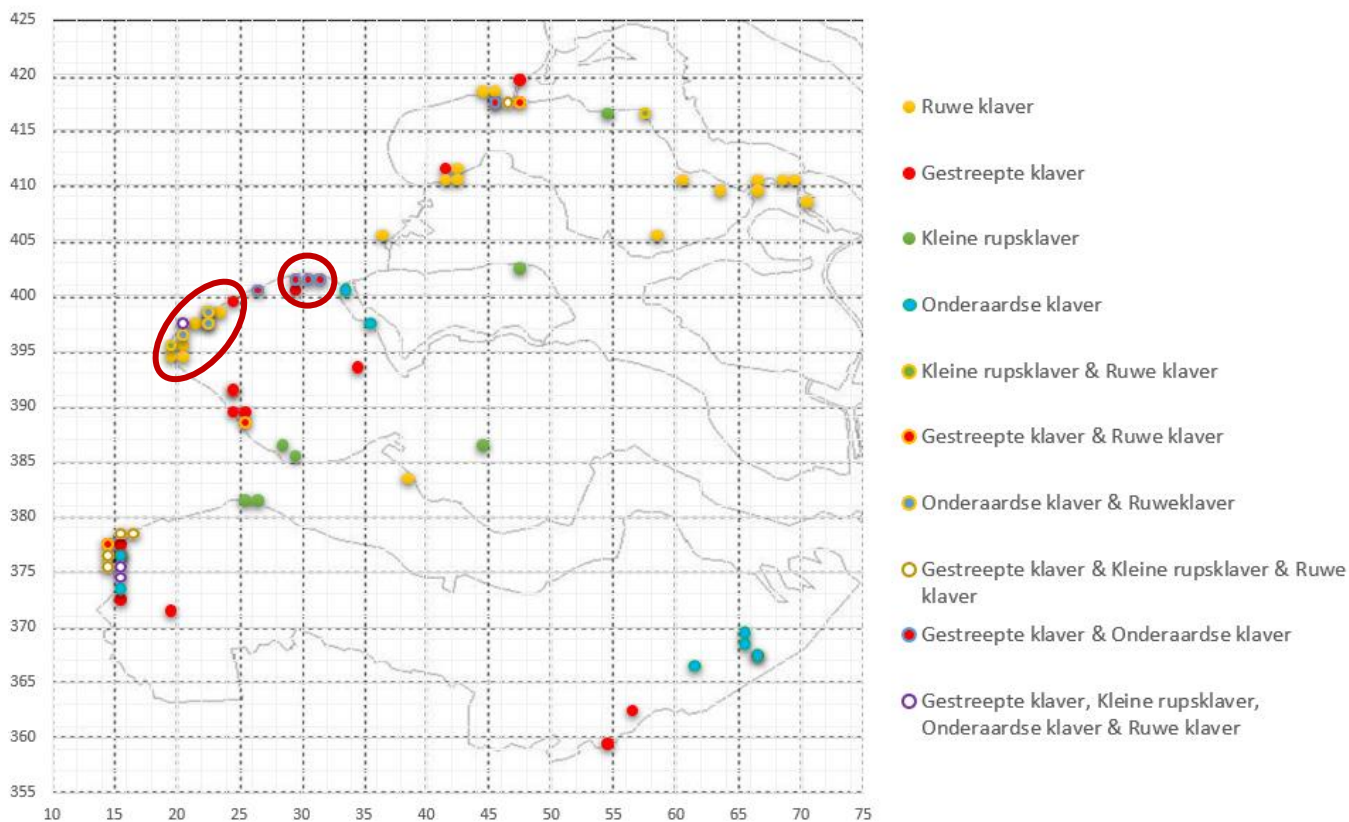 425
420
415
410
405
400
395
390
385
380
375
370
365
360
355
10 15 20 25 30 35 40 45 50 55 60 65 70 75
Ruwe klaver
Gestreepte klaver
Kleine rupsklaver
Onderaardse klaver
Kleine rupsklaver & Ruwe klaver
Gestreepte klaver & Ruwe klaver
Onderaardse klaver & Ruweklaver
Gestreepte klaver & Kleine rupsklaver & Ruwe
klaver
Gestreepte klaver & Onderaardse klaver
Gestreepte klaver, Kleine rupsklaver,
Onderaardse klaver & Ruwe klaver